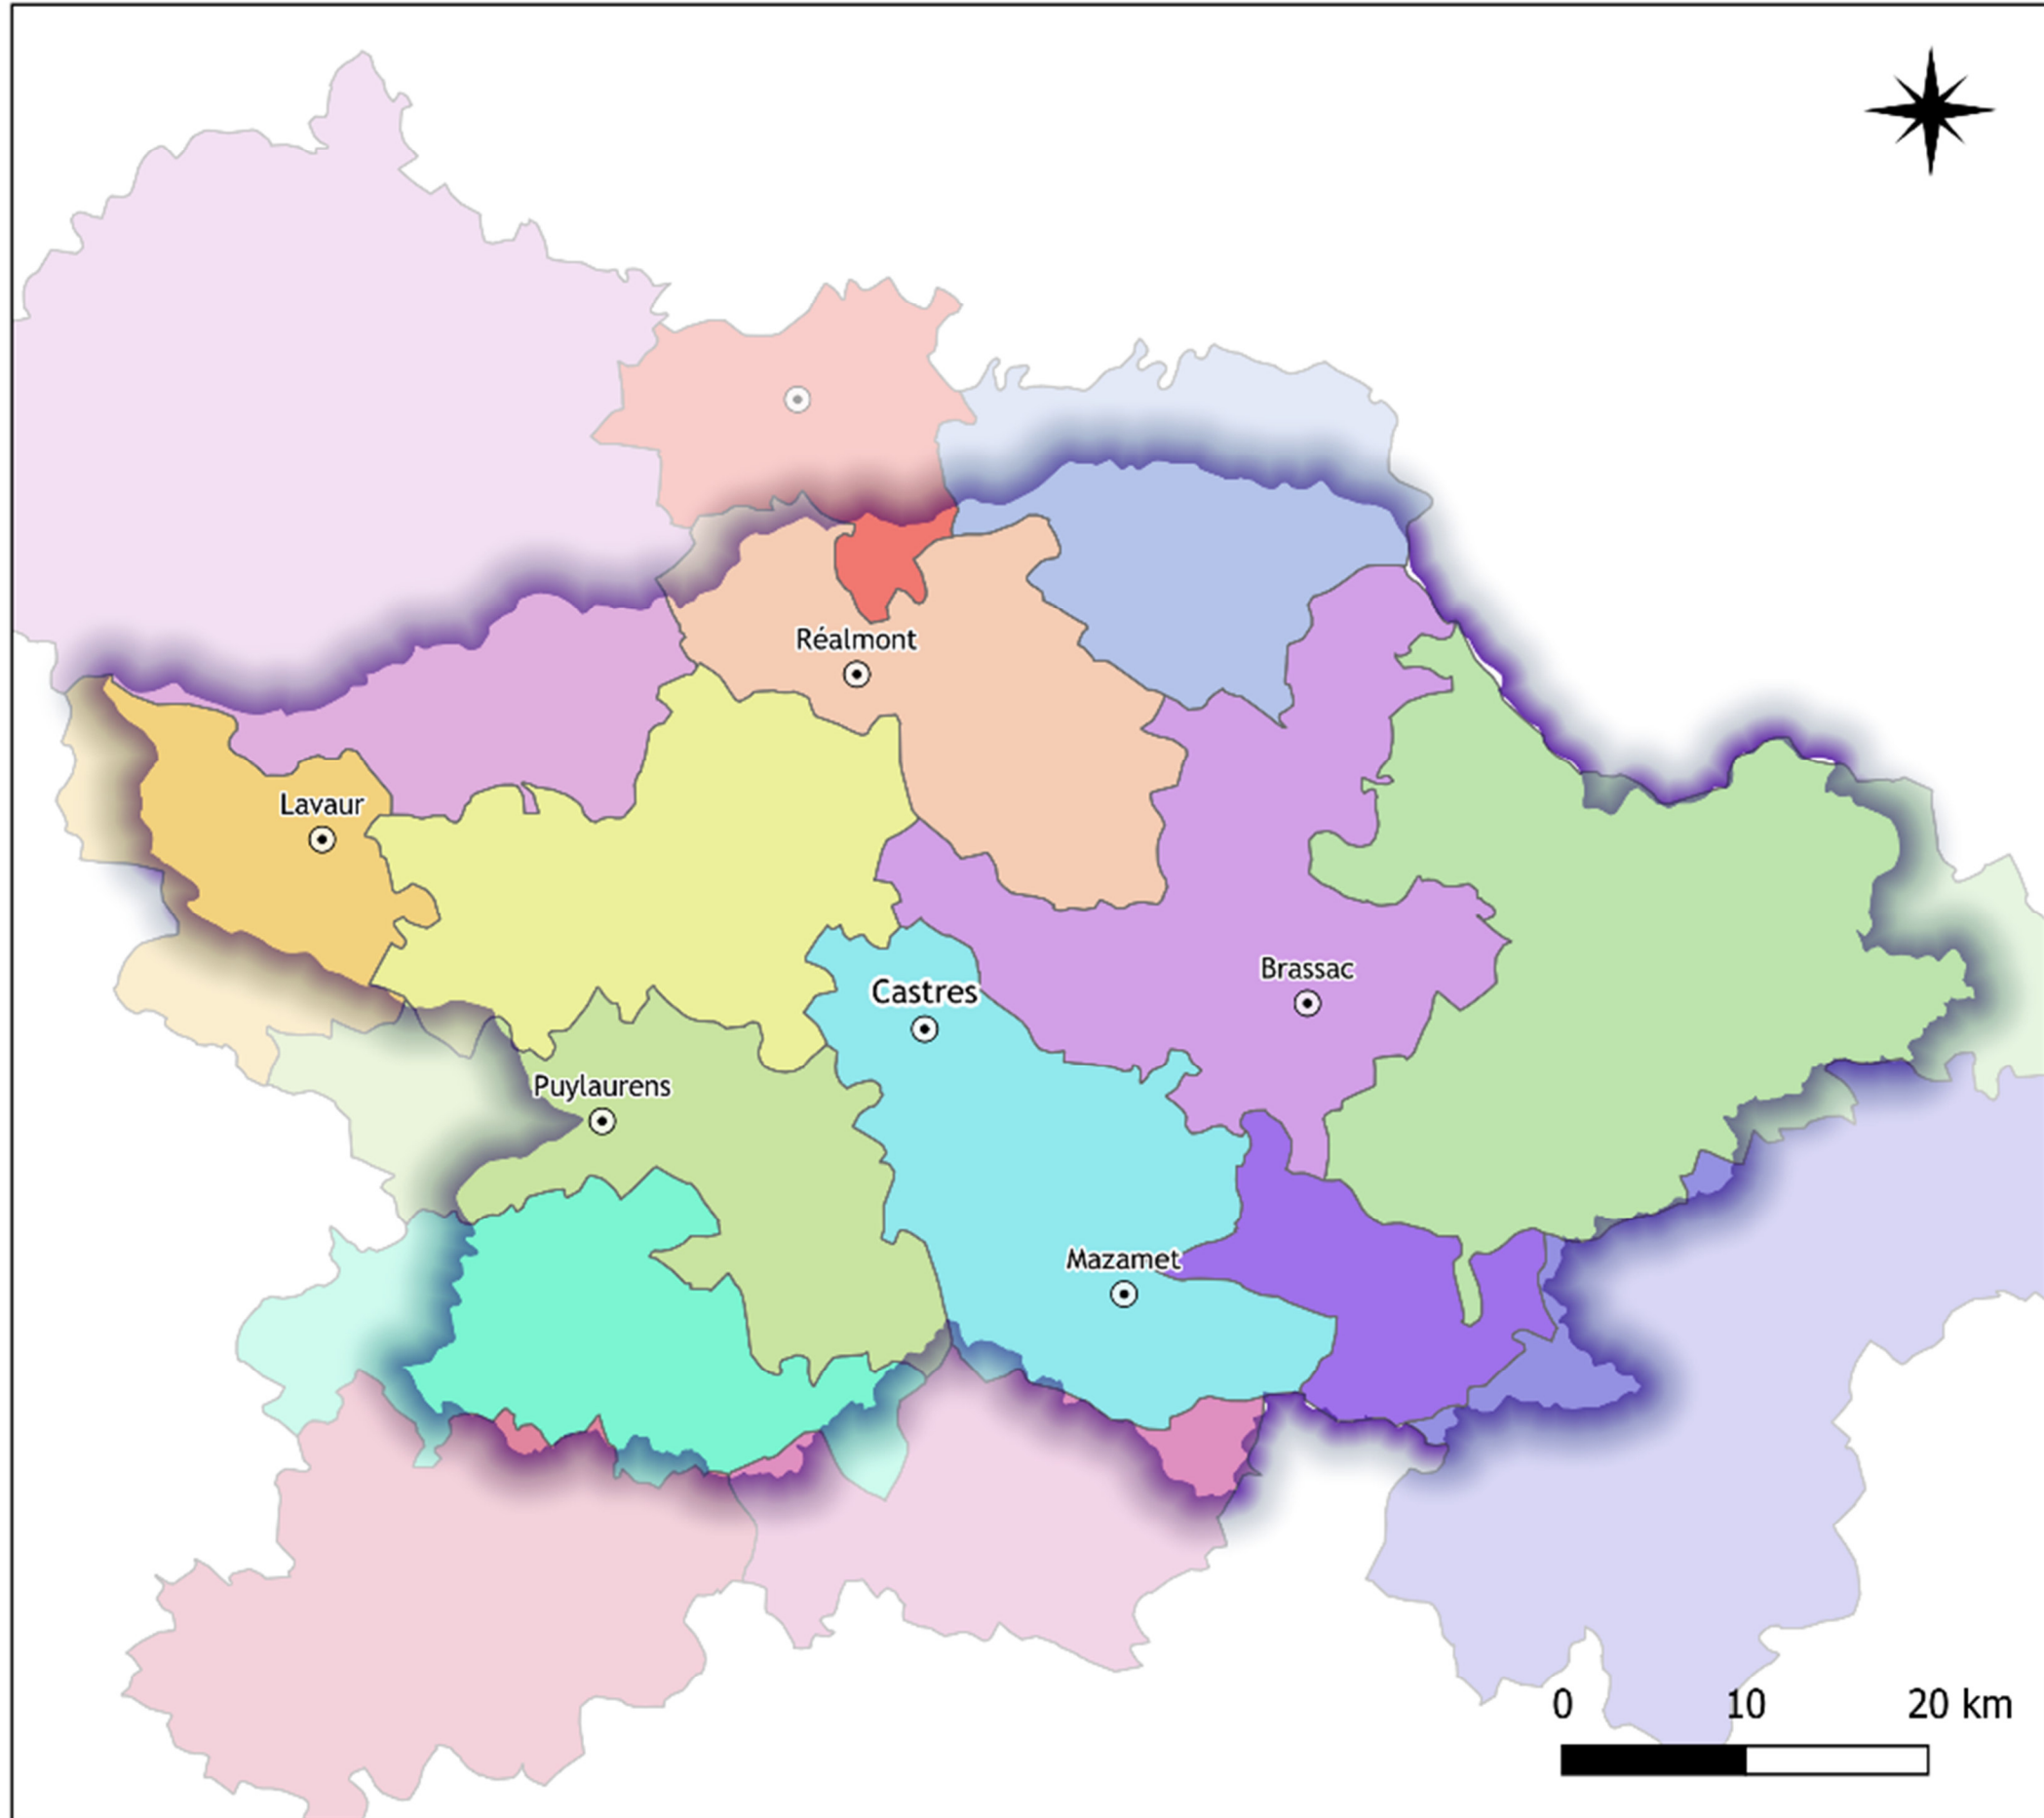 Réalmont
Lavaur
Brassac
Castres
Puylaurens
Mazamet
0 10 20 km